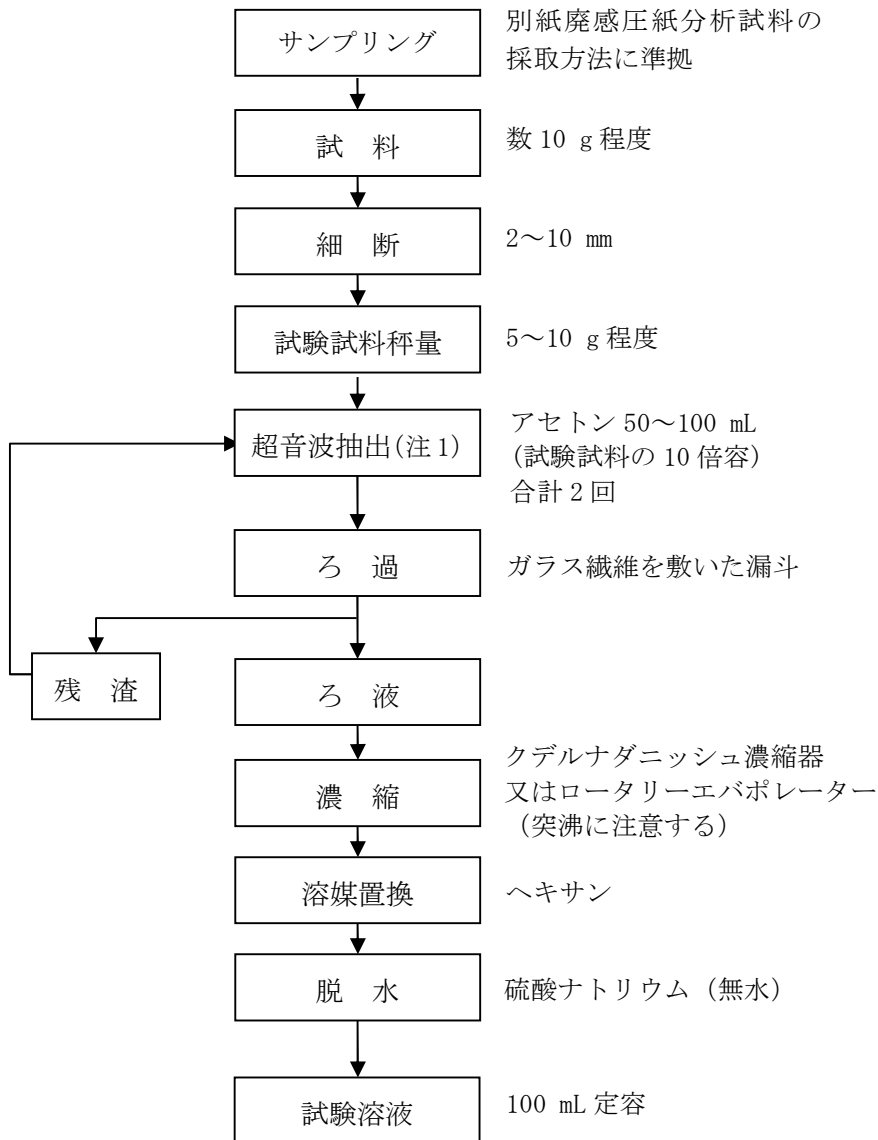 サンプリング
別紙廃感圧紙分析試料の
採取方法に準拠
試　料
数 10 g 程度
細　断
2～10 ㎜
試験試料秤量
5～10 g 程度
超音波抽出(注 1)
アセトン 50～100 mL
(試験試料の 10 倍容)
合計 2 回
ろ　過
ガラス繊維を敷いた漏斗
残　渣
ろ　液
濃　縮
クデルナダニッシュ濃縮器
又はロータリーエバポレーター
（突沸に注意する）
溶媒置換
ヘキサン
脱　水
硫酸ナトリウム（無水）
試験溶液
100 mL 定容